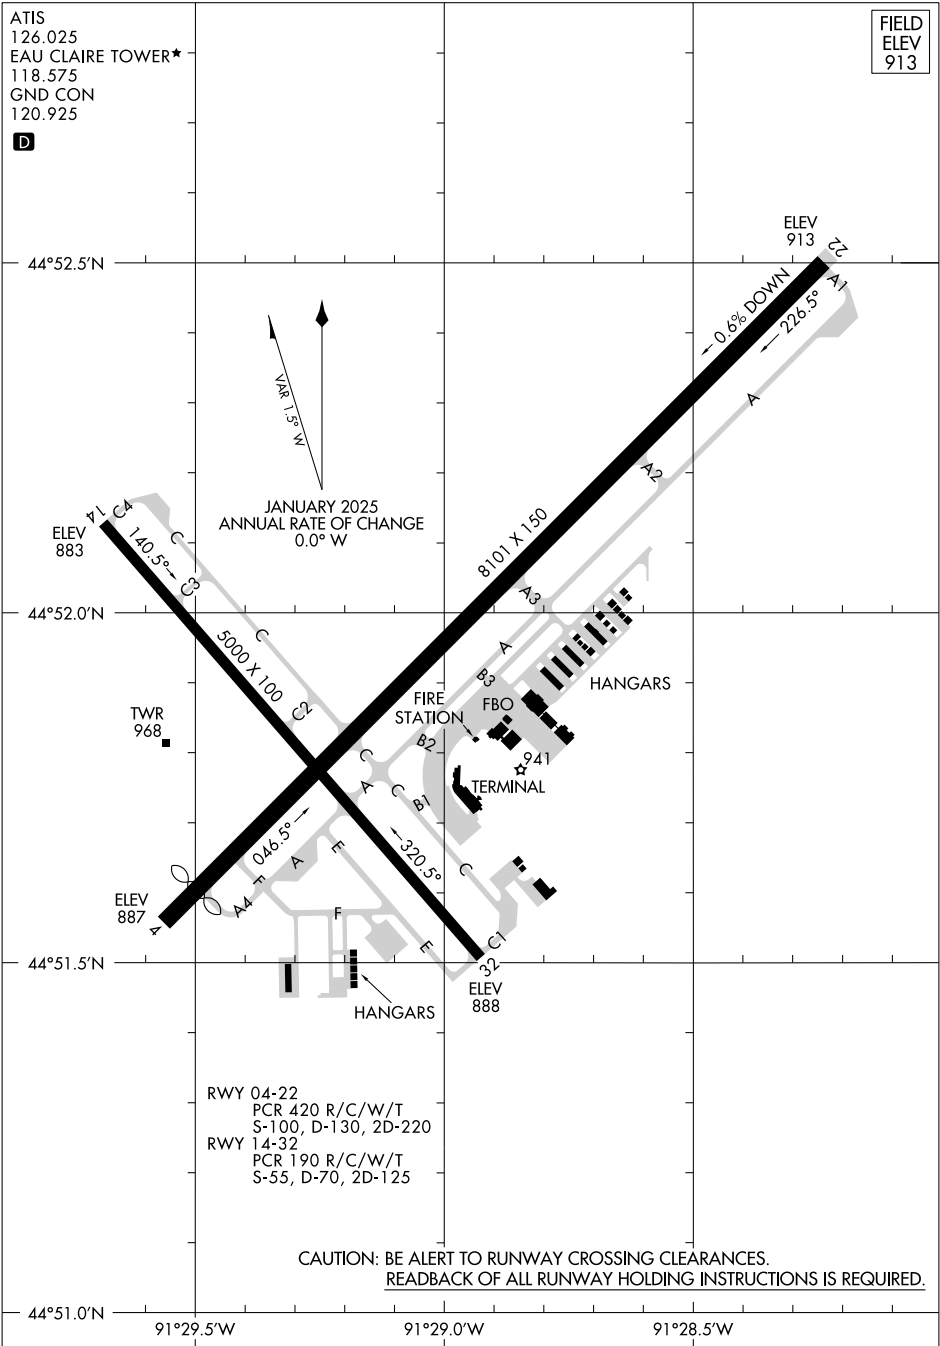 ATIS
126.025
EAU CLAIRE TOWER★
118.575
GND CON
120.925
D
FIELD
ELEV
913
ELEV
913
22
44°52.5'N
A1
0.6% DOWN
226.5°
VAR 1.5° W
A
A2
JANUARY 2025
ANNUAL RATE OF CHANGE
0.0° W
14
C4
ELEV
883
C
140.5°
8101 X 150
C3
A3
44°52.0'N
C
5000 X 100
A
B3
HANGARS
FIRE
STATION
FBO
C2
TWR
968
B2
C
941
A
C
B1
TERMINAL
046.5°
E
320.5°
A
C
F
ELEV
887
A4
F
4
E
C1
32
44°51.5'N
ELEV
888
HANGARS
RWY 04-22
PCR 420 R/C/W/T
S-100, D-130, 2D-220
RWY 14-32
PCR 190 R/C/W/T
S-55, D-70, 2D-125
CAUTION: BE ALERT TO RUNWAY CROSSING CLEARANCES.
READBACK OF ALL RUNWAY HOLDING INSTRUCTIONS IS REQUIRED.
44°51.0'N
91°29.5'W
91°29.0'W
91°28.5'W